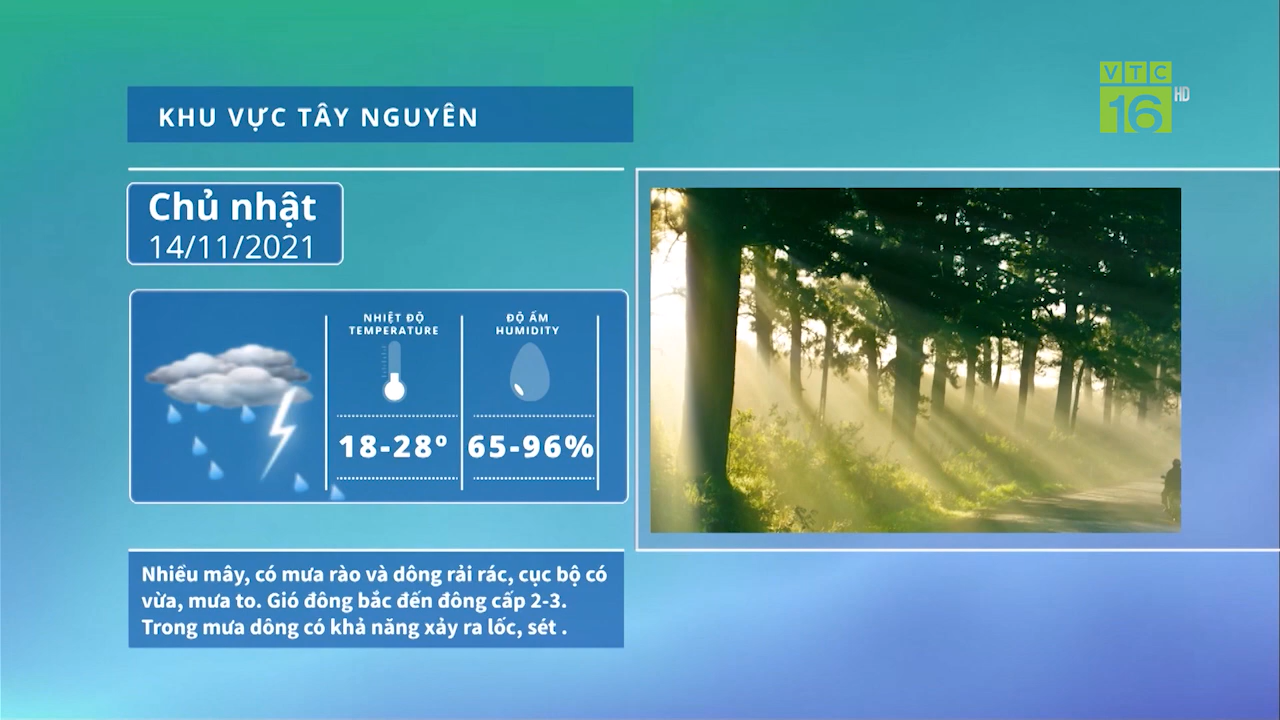 KHU VỰC TÂY NGUYÊN
VTC
16 HD
Chủ nhật
14/11/2021
NHIỆT ĐỘ
TEMPERATURE
18-28º
ĐỘ ẨM
HUMIDITY
65-96%
Nhiều mây, có mưa rào và dông rải rác, cục bộ có
vừa, mưa to. Gió đông bắc đến đông cấp 2-3.
Trong mưa dông có khả năng xảy ra lốc, sét .